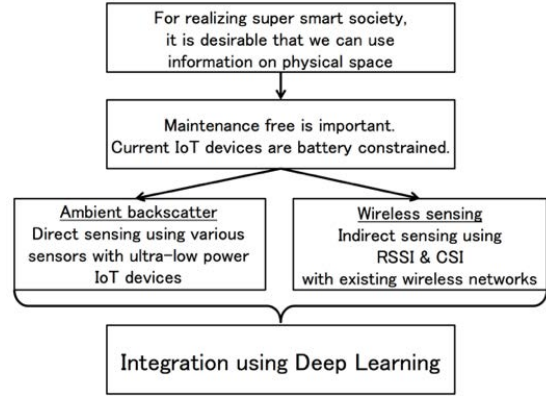 For realizing super smart society,
it is desirable that we can use
information on physical space
Maintenance free is important.
Current IoT devices are battery constrained.
Ambient backscatter
Direct sensing using various
sensors with ultra-low power
IoT devices
Wireless sensing
Indirect sensing using
RSSI & CSI
with existing wireless networks
Integration using Deep Learning